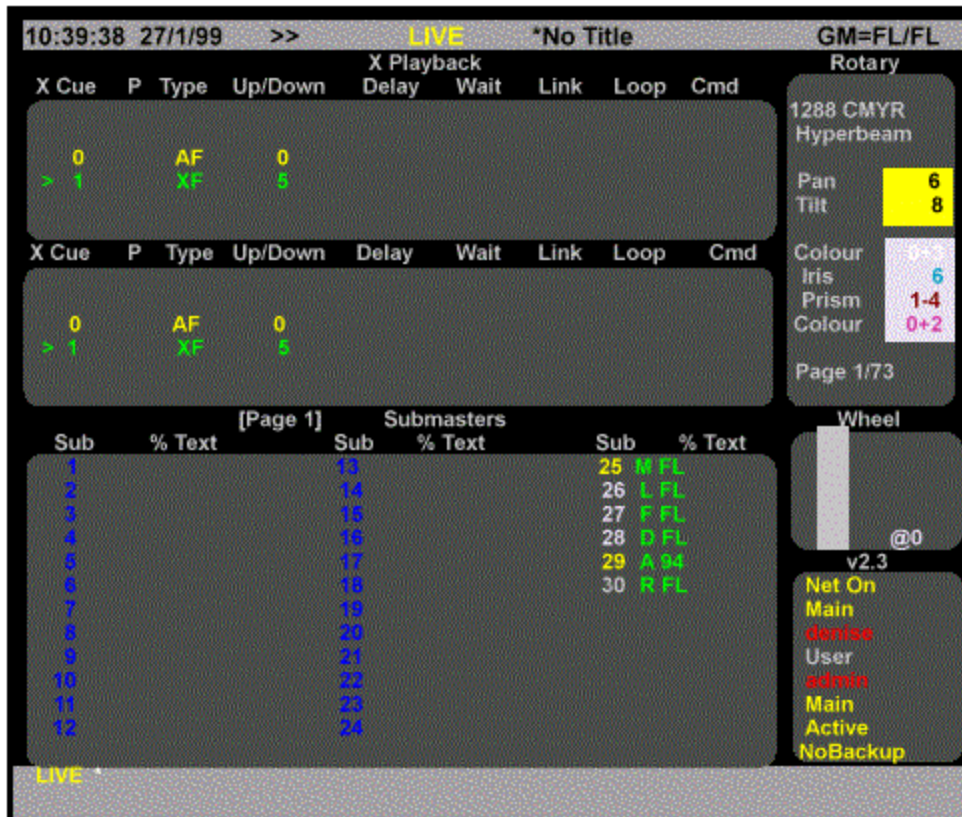 10:39:38 27/1/99 >> LIVE *No Title GM=FL/FL
X Playback
X Cue P Type Up/Down Delay Wait Link Loop Cmd
0 AF 0
> 1 XF 5
X Cue P Type Up/Down Delay Wait Link Loop Cmd
0 AF 0
> 1 XF 5
Rotary
1288 CMYR
Hyperbeam
Pan 6
Tilt 8
Colour 0+3
Iris 6
Prism 1-4
Colour 0+2
Page 1/73
[Page 1] Submasters
Sub % Text Sub % Text Sub % Text
1 13 25 M FL
2 14 26 L FL
3 15 27 F FL
4 16 28 D FL
5 17 29 A 94
6 18 30 R FL
7 19
8 20
9 21
10 22
11 23
12 24
Wheel
@0
v2.3
Net On
Main
denise
User
admin
Main
Active
NoBackup
LIVE *